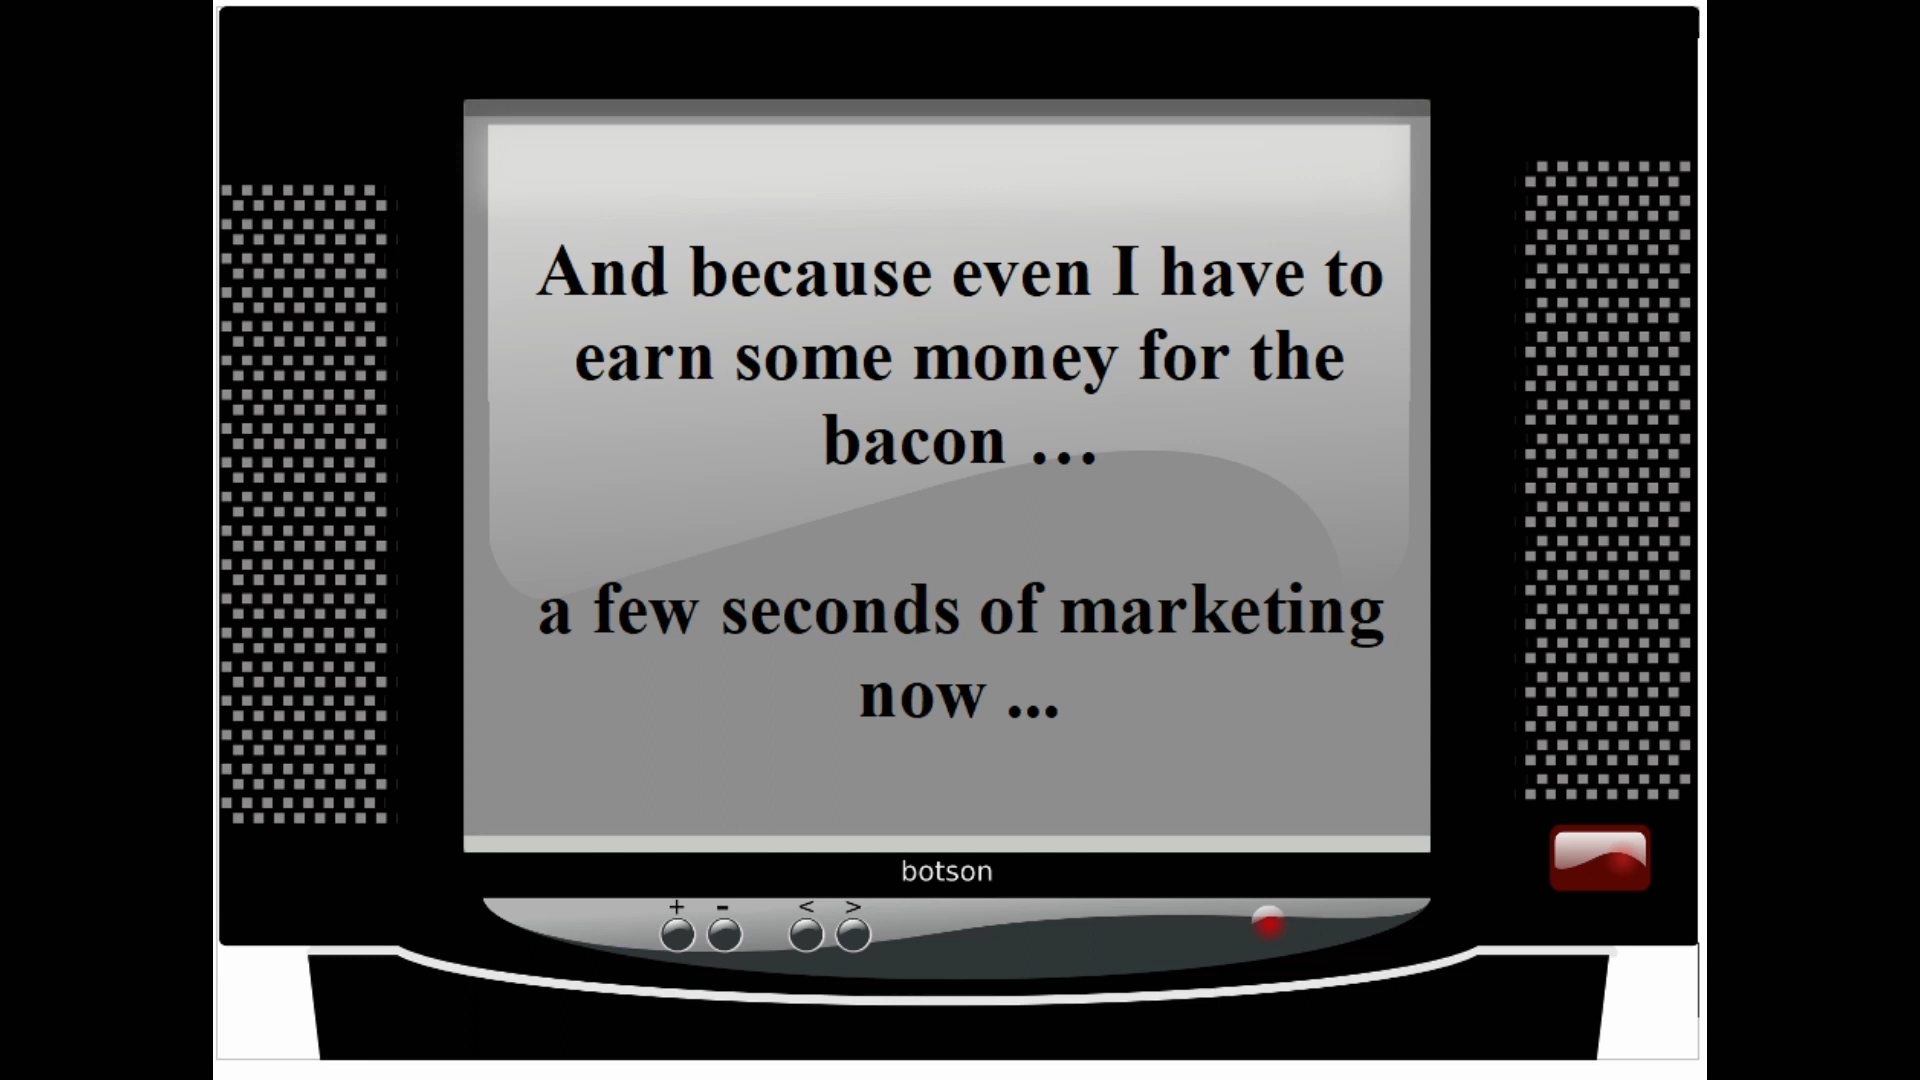 And because even I have to
earn some money for the
bacon …
a few seconds of marketing
now ...
botson
+ - < >